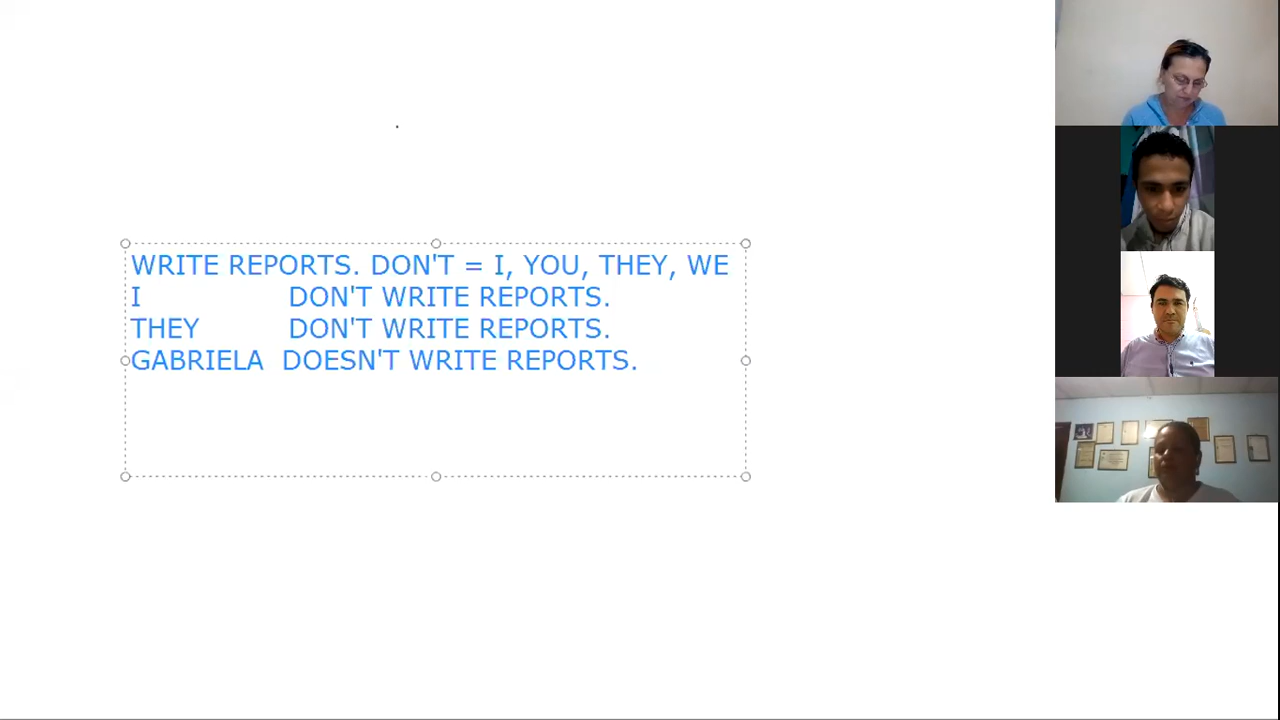 WRITE REPORTS. DON'T = I, YOU, THEY, WE
I DON'T WRITE REPORTS.
THEY DON'T WRITE REPORTS.
GABRIELA DOESN'T WRITE REPORTS.